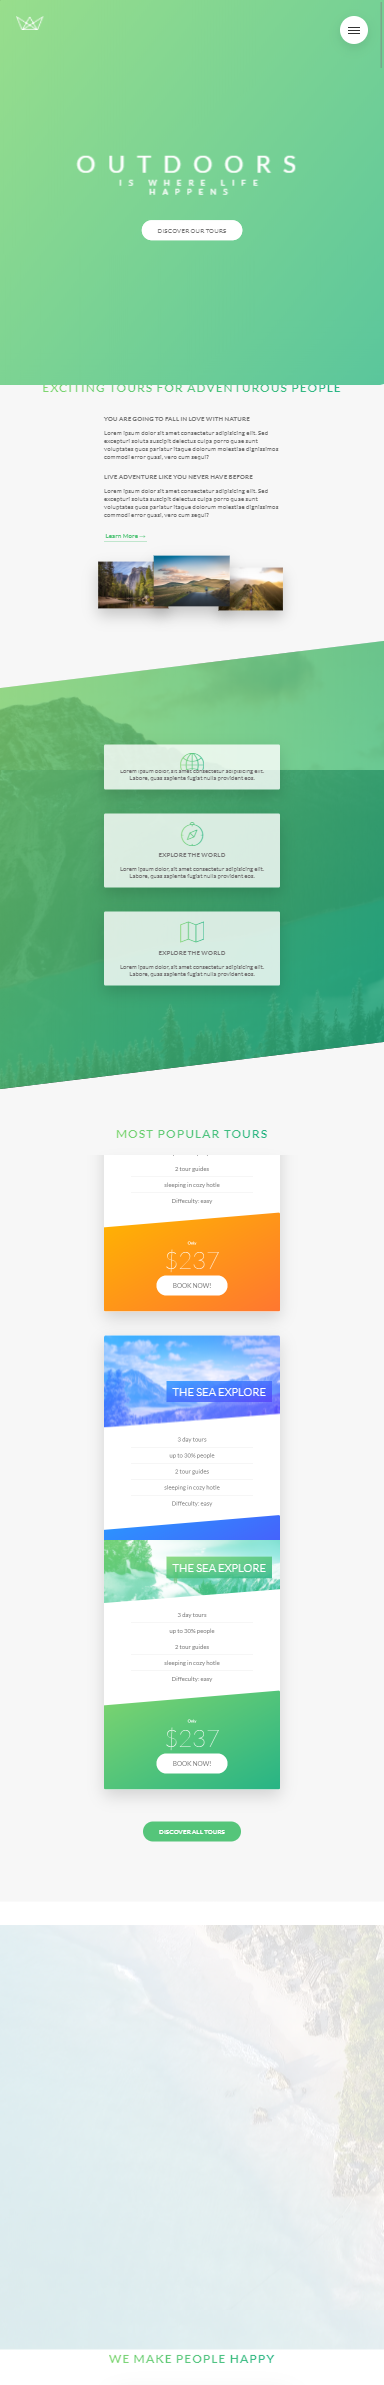 OUTDOORS
IS WHERE LIFE
HAPPENS
DISCOVER OUR TOURS
EXCITING TOURS FOR ADVENTUROUS PEOPLE
YOU ARE GOING TO FALL IN LOVE WITH NATURE
Lorem ipsum dolor sit amet consectetur adipisicing elit. Sed
excepturi soluta suscipit delectus culpa porro quae sunt
voluptates quos pariatur itaque dolorum molestiae dignissimos
commodi error quasi, vero cum sequi?
LIVE ADVENTURE LIKE YOU NEVER HAVE BEFORE
Lorem ipsum dolor sit amet consectetur adipisicing elit. Sed
excepturi soluta suscipit delectus culpa porro quae sunt
voluptates quos pariatur itaque dolorum molestiae dignissimos
commodi error quasi, vero cum sequi?
Learn More →
Lorem ipsum dolor, sit amet consectetur adipisicing elit.
Labore, quas sapiente fugiat nulla provident eos.
EXPLORE THE WORLD
Lorem ipsum dolor, sit amet consectetur adipisicing elit.
Labore, quas sapiente fugiat nulla provident eos.
EXPLORE THE WORLD
Lorem ipsum dolor, sit amet consectetur adipisicing elit.
Labore, quas sapiente fugiat nulla provident eos.
MOST POPULAR TOURS
2 tour guides
sleeping in cozy hotle
Diffeculty: easy
Only
$237
BOOK NOW!
THE SEA EXPLORE
3 day tours
up to 30% people
2 tour guides
sleeping in cozy hotle
Diffeculty: easy
THE SEA EXPLORE
3 day tours
up to 30% people
2 tour guides
sleeping in cozy hotle
Diffeculty: easy
Only
$237
BOOK NOW!
DISCOVER ALL TOURS
WE MAKE PEOPLE HAPPY